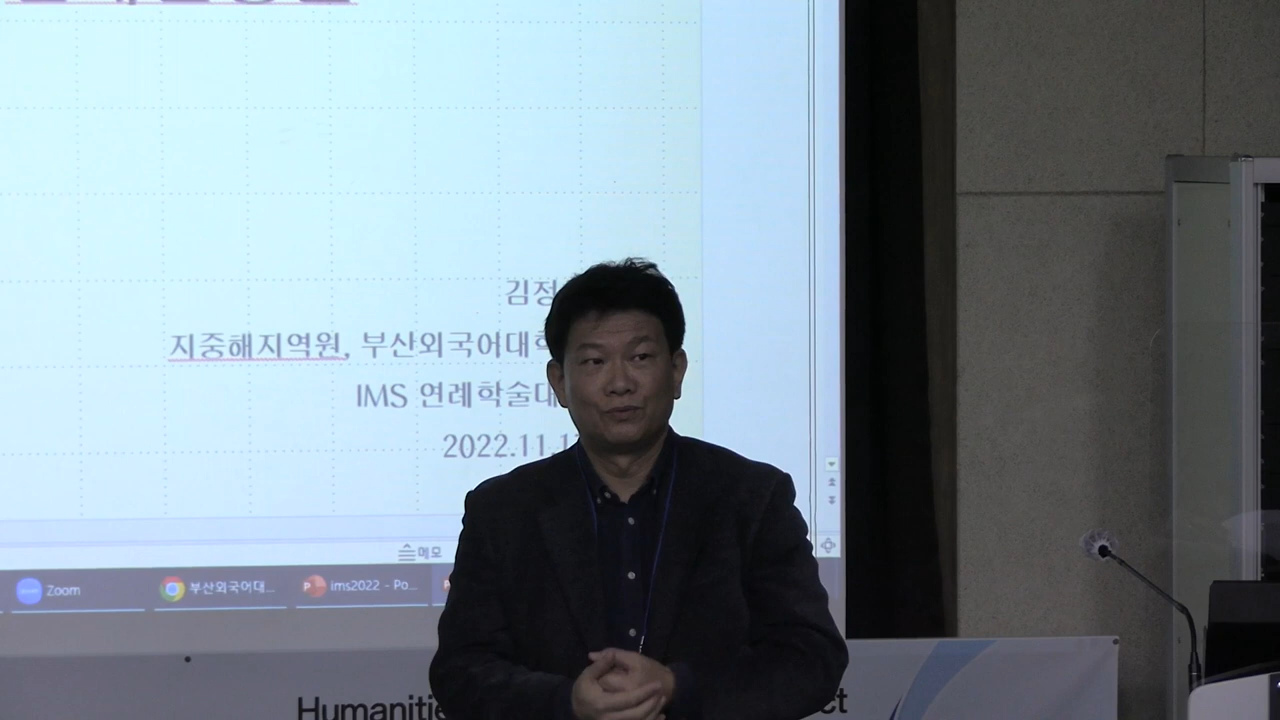 김정
지중해지역원, 부산외국어대학
IMS 연례학술대
2022.11.1
메모
Zoom
부산외국어대...
ims2022 - Po...
Humanitie
ct